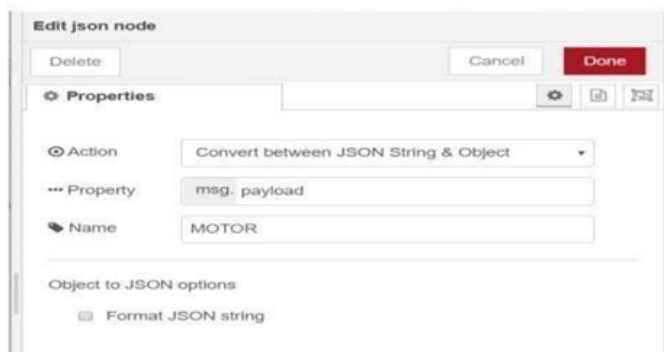 Edit json node
Delete Cancel Done
Properties
Action Convert between JSON String & Object
Property msg. payload
Name MOTOR
Object to JSON options
Format JSON string